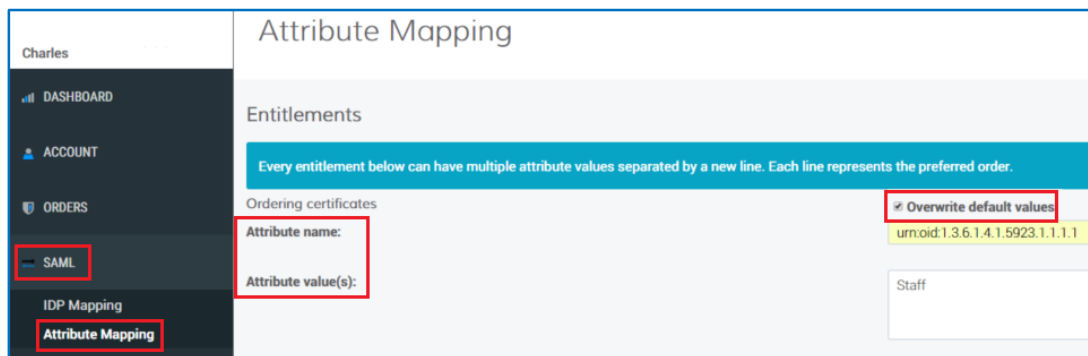 Attribute Mapping
Charles
DASHBOARD
ACCOUNT
ORDERS
SAML
IDP Mapping
Attribute Mapping
Entitlements
Every entitlement below can have multiple attribute values separated by a new line. Each line represents the preferred order.
Ordering certificates
Overwrite default values
Attribute name:
urn:oid:1.3.6.1.4.1.5923.1.1.1.1
Attribute value(s):
Staff